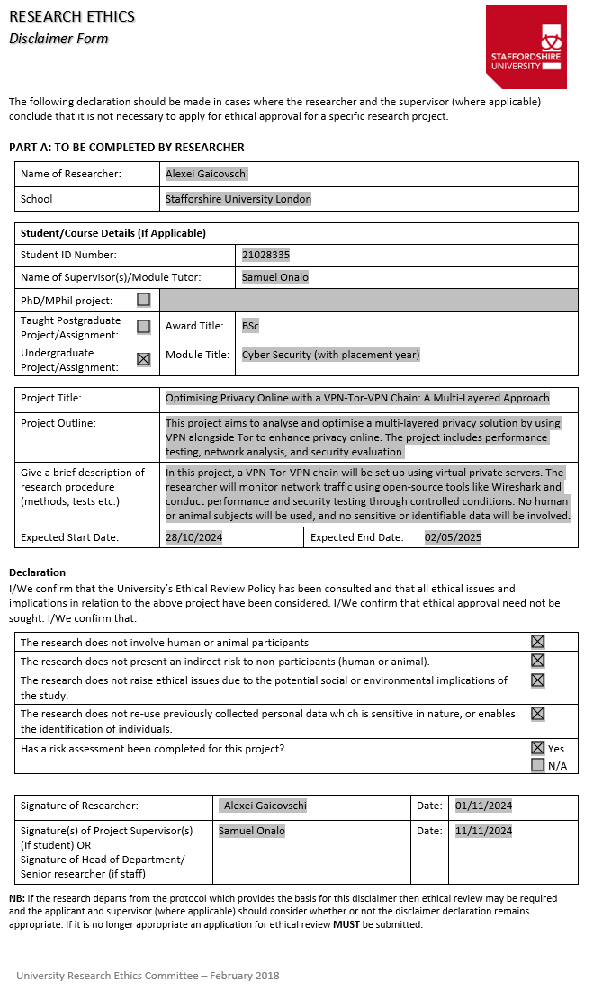 RESEARCH ETHICS
Disclaimer Form
STAFFORDSHIRE
UNIVERSITY
The following declaration should be made in cases where the researcher and the supervisor (where applicable)
conclude that it is not necessary to apply for ethical approval for a specific research project.
PART A: TO BE COMPLETED BY RESEARCHER
Name of Researcher: Alexei Gaicovschi
School Stafforshire University London
Student/Course Details (If Applicable)
Student ID Number: 21028335
Name of Supervisor(s)/Module Tutor: Samuel Onalo
PhD/MPhil project: ☐
Taught Postgraduate
Project/Assignment: ☐ Award Title: BSc
Undergraduate
Project/Assignment: ☒ Module Title: Cyber Security (with placement year)
Project Title: Optimising Privacy Online with a VPN-Tor-VPN Chain: A Multi-Layered Approach
Project Outline: This project aims to analyse and optimise a multi-layered privacy solution by using
VPN alongside Tor to enhance privacy online. The project includes performance
testing, network analysis, and security evaluation.
Give a brief description of
research procedure
(methods, tests etc.)
In this project, a VPN-Tor-VPN chain will be set up using virtual private servers. The
researcher will monitor network traffic using open-source tools like Wireshark and
conduct performance and security testing through controlled conditions. No human
or animal subjects will be used, and no sensitive or identifiable data will be involved.
Expected Start Date: 28/10/2024 Expected End Date: 02/05/2025
Declaration
I/We confirm that the University's Ethical Review Policy has been consulted and that all ethical issues and
implications in relation to the above project have been considered. I/We confirm that ethical approval need not be
sought. I/We confirm that:
The research does not involve human or animal participants ☒
The research does not present an indirect risk to non-participants (human or animal). ☒
The research does not raise ethical issues due to the potential social or environmental implications of
the study. ☒
The research does not re-use previously collected personal data which is sensitive in nature, or enables
the identification of individuals. ☒
Has a risk assessment been completed for this project? ☒ Yes
☐ N/A
Signature of Researcher: Alexei Gaicovschi Date: 01/11/2024
Signature(s) of Project Supervisor(s)
(If student) OR
Signature of Head of Department/
Senior researcher (if staff)
Samuel Onalo Date: 11/11/2024
NB: If the research departs from the protocol which provides the basis for this disclaimer then ethical review may be required
and the applicant and supervisor (where applicable) should consider whether or not the disclaimer declaration remains
appropriate. If it is no longer appropriate an application for ethical review MUST be submitted.
University Research Ethics Committee – February 2018